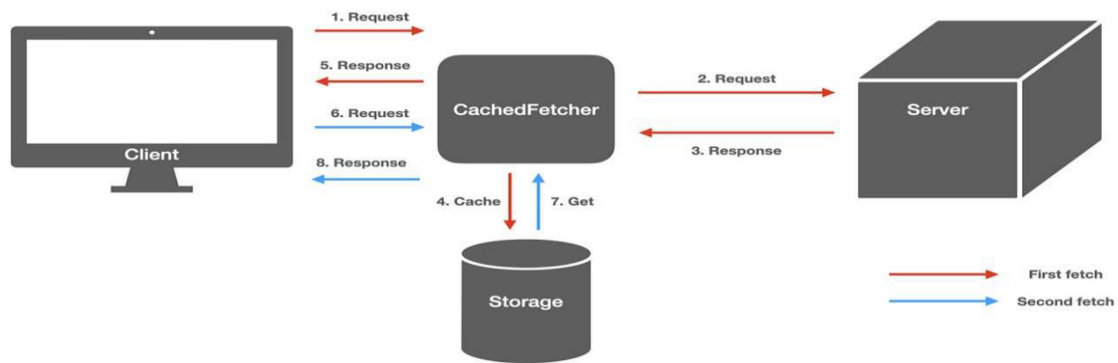 1. Request
5. Response
6. Request
8. Response
Client
CachedFetcher
2. Request
3. Response
Server
4. Cache
7. Get
Storage
First fetch
Second fetch